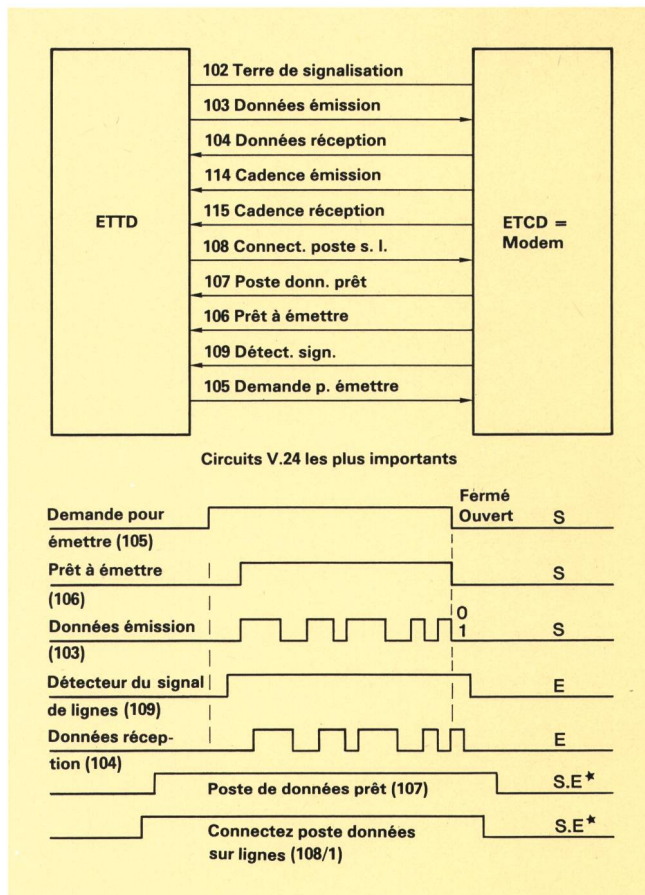 102 Terre de signalisation
103 Données émission
104 Données réception
114 Cadence émission
115 Cadence réception
108 Connect. poste s. l.
107 Poste donn. prêt
106 Prêt à émettre
109 Détect. sign.
105 Demande p. émettre
ETTD
ETCD =
Modem
Circuits V.24 les plus importants
Demande pour
émettre (105)
Fermé
Ouvert S
Prêt à émettre
(106)
S
Données émission
(103)
0
1 S
Détecteur du signal
de lignes (109)
E
Données récep-
tion (104)
E
Poste de données prêt (107)
S.E*
Connectez poste données
sur lignes (108/1)
S.E*